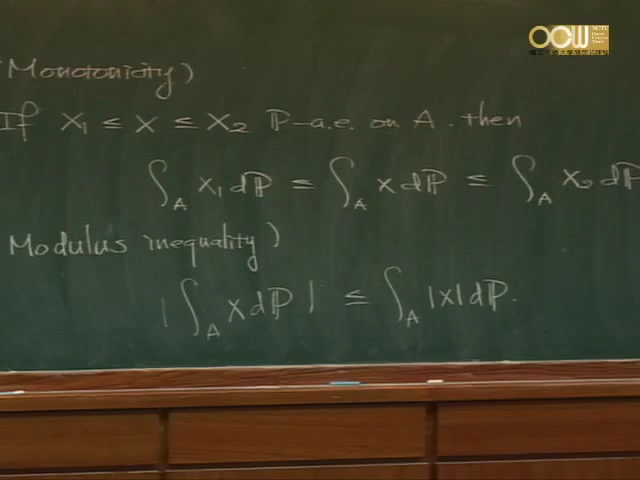 (Monotonicity)
If X₁ ≤ X ≤ X₂ ℙ-a.e. on A. then
∫_A X₁ dℙ ≤ ∫_A X dℙ ≤ ∫_A X₂ dℙ
Modulus inequality)
|∫_A X dℙ| ≤ ∫_A |X| dℙ.
OCW